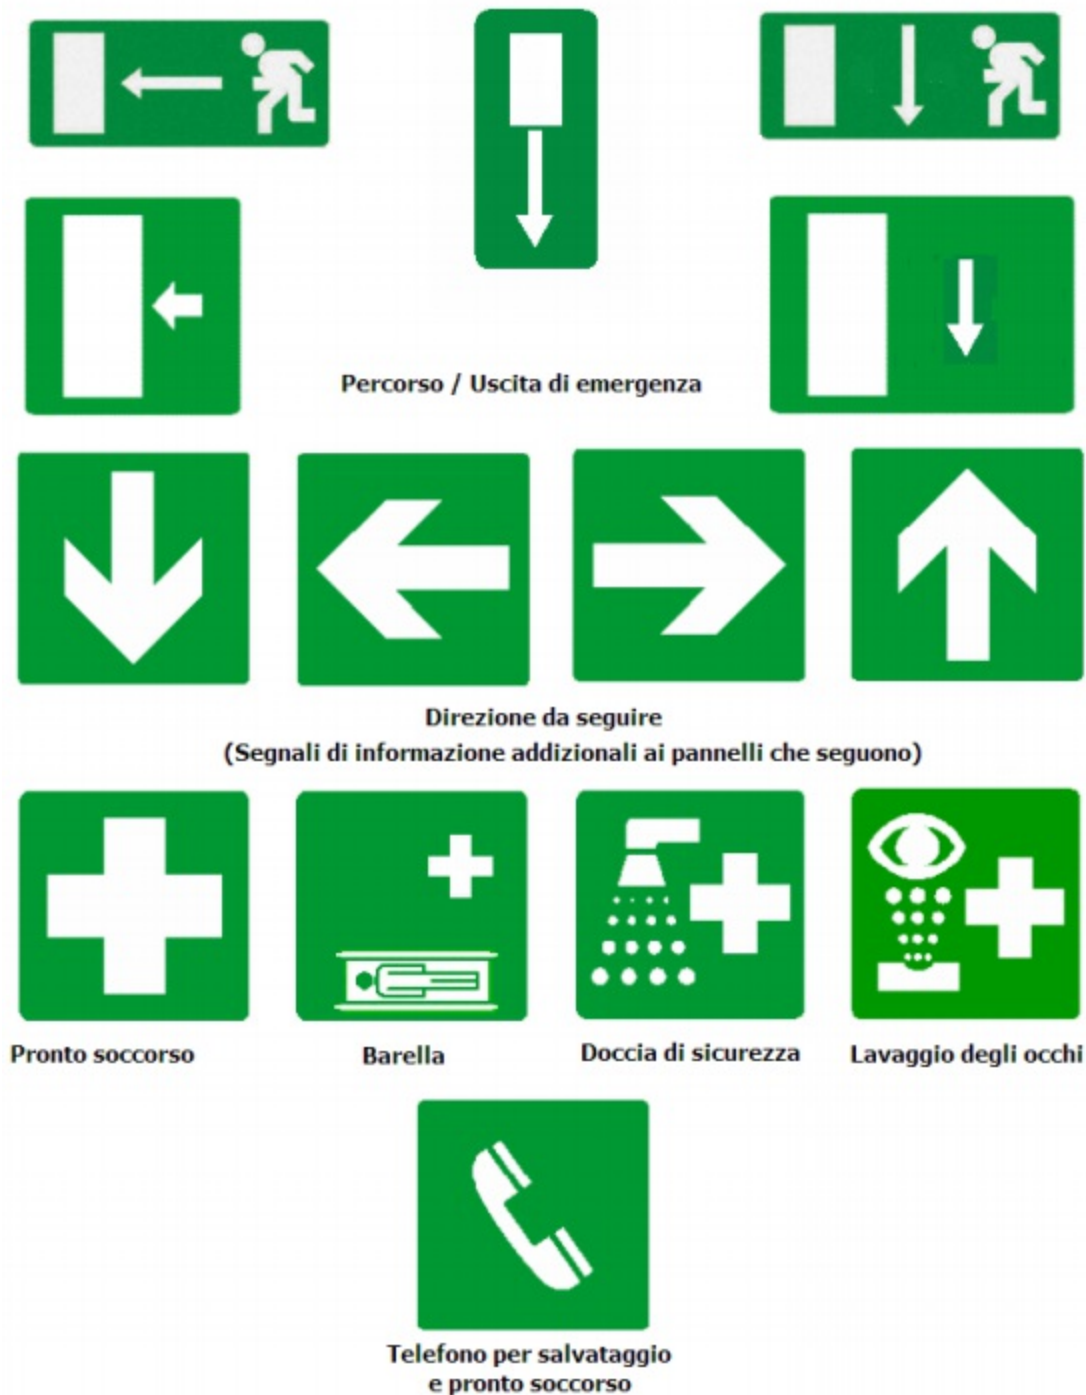 Percorso / Uscita di emergenza
Direzione da seguire
(Segnali di informazione addizionali ai pannelli che seguono)
Pronto soccorso
Barella
Doccia di sicurezza
Lavaggio degli occhi
Telefono per salvataggio
e pronto soccorso